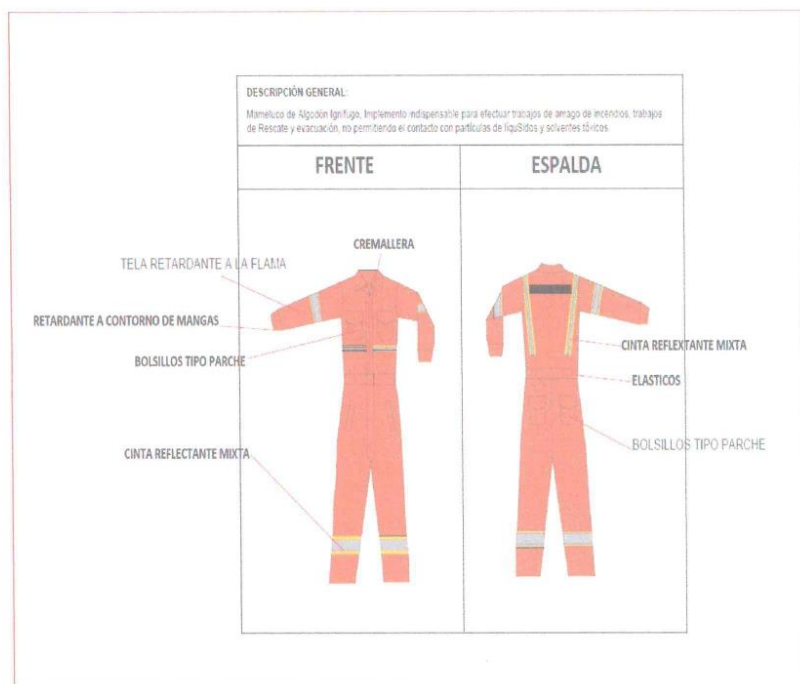 DESCRIPCIÓN GENERAL:
Mameluco de Algodón Ignifugo, Implemento indispensable para efectuar trabajos de amago de incendios, trabajos
de Rescate y evacuación, no permitiendo el contacto con partículas de líquSidos y solventes tóxicos.
FRENTE
ESPALDA
CREMALLERA
TELA RETARDANTE A LA FLAMA
RETARDANTE A CONTORNO DE MANGAS
BOLSILLOS TIPO PARCHE
CINTA REFLECTANTE MIXTA
CINTA REFLEXTANTE MIXTA
ELASTICOS
BOLSILLOS TIPO PARCHE